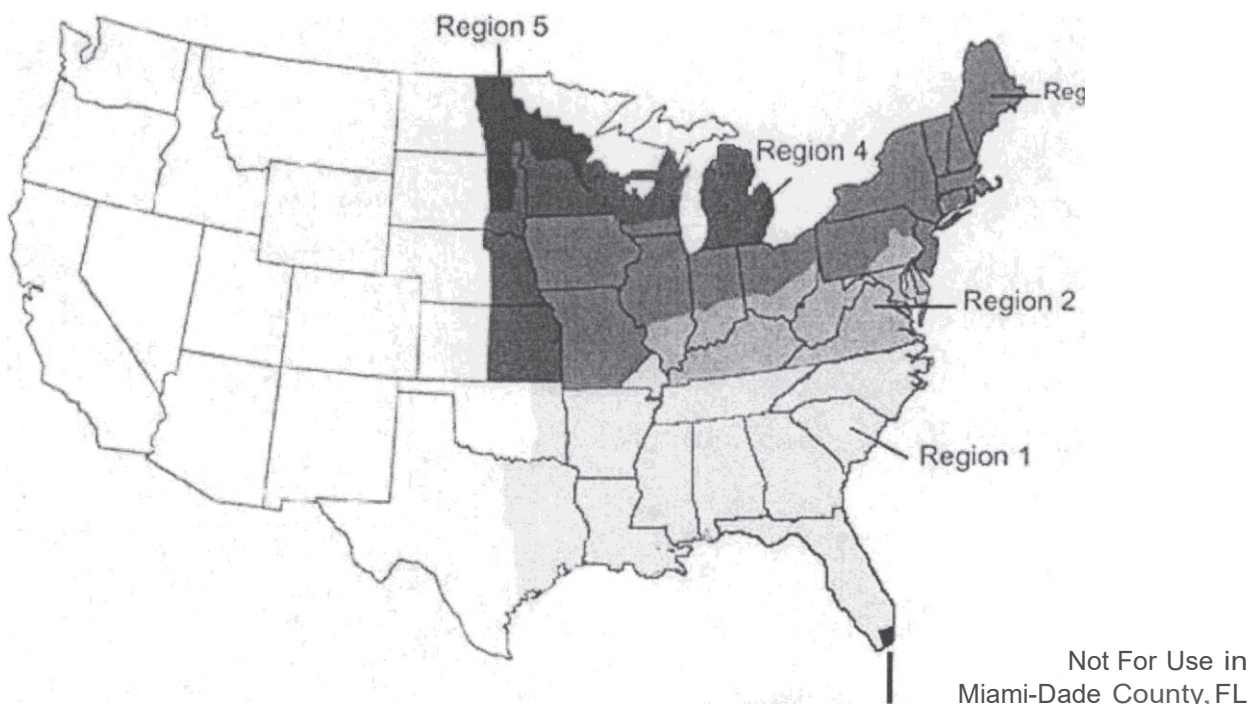 Region 5
Reg
Region 4
Region 2
Region 1
Not For Use in
Miami-Dade County, FL